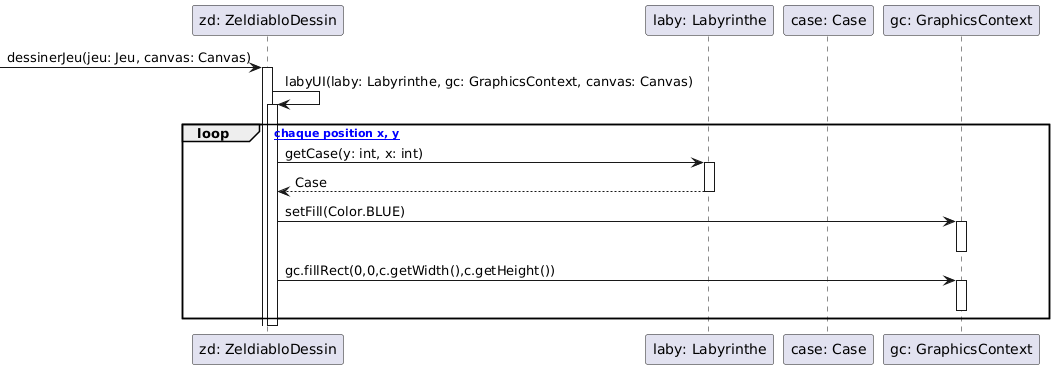 zd: ZeldiabloDessin
laby: Labyrinthe
case: Case
gc: GraphicsContext
dessinerJeu(jeu: Jeu, canvas: Canvas)
labyUI(laby: Labyrinthe, gc: GraphicsContext, canvas: Canvas)
loop
chaque position x, y
getCase(y: int, x: int)
Case
setFill(Color.BLUE)
gc.fillRect(0,0,c.getWidth(),c.getHeight())
zd: ZeldiabloDessin
laby: Labyrinthe
case: Case
gc: GraphicsContext